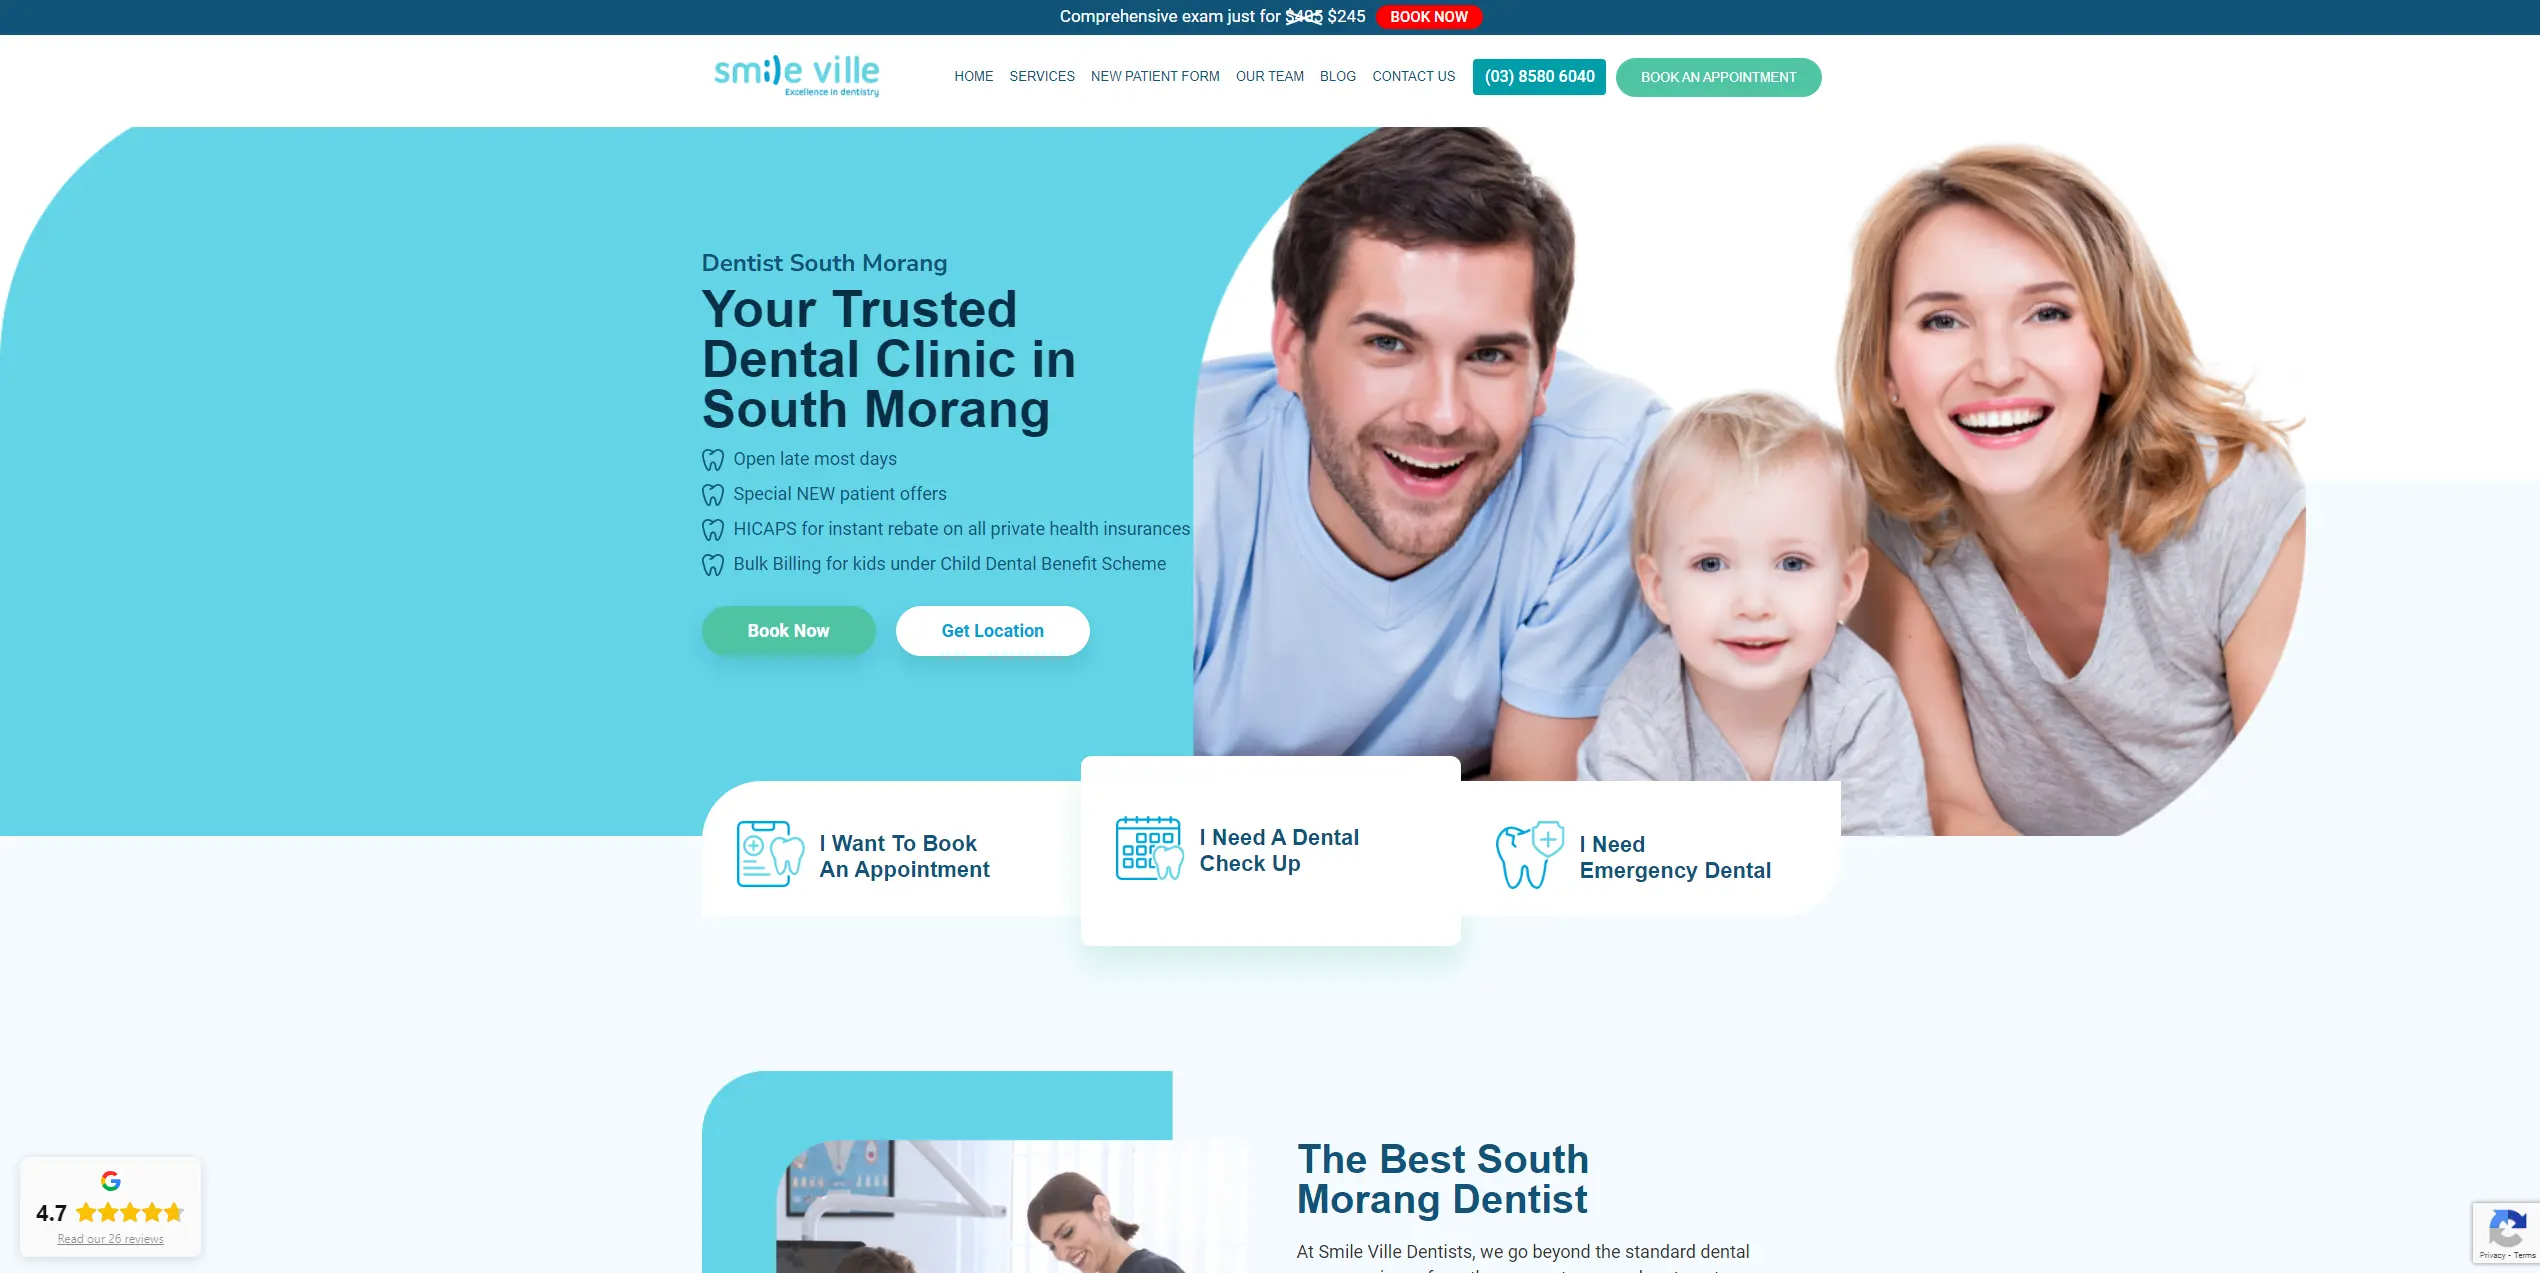 Comprehensive exam just for $495 $245 BOOK NOW
smile ville
Excellence in dentistry
HOME SERVICES NEW PATIENT FORM OUR TEAM BLOG CONTACT US (03) 8580 6040 BOOK AN APPOINTMENT
Dentist South Morang
Your Trusted
Dental Clinic in
South Morang
Open late most days
Special NEW patient offers
HICAPS for instant rebate on all private health insurances
Bulk Billing for kids under Child Dental Benefit Scheme
Book Now Get Location
I Want To Book
An Appointment
I Need A Dental
Check Up
I Need
Emergency Dental
The Best South
Morang Dentist
At Smile Ville Dentists, we go beyond the standard dental
4.7
Read our 26 reviews
Privacy - Terms